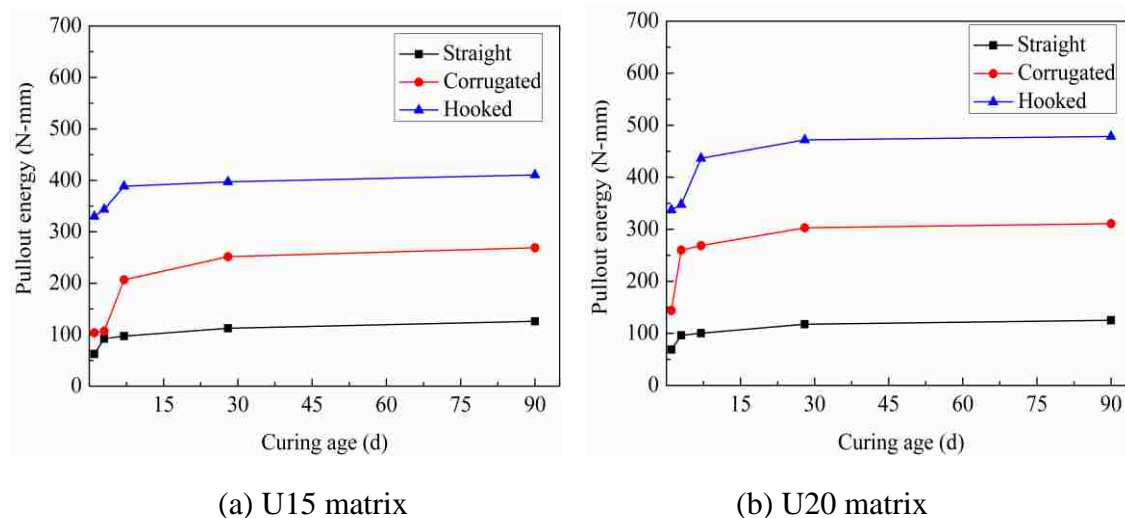 700
600
500
400
300
200
100
0
Pullout energy (N-mm)
Straight
Corrugated
Hooked
15 30 45 60 75 90
Curing age (d)
(a) U15 matrix
700
600
500
400
300
200
100
0
Pullout energy (N-mm)
Straight
Corrugated
Hooked
15 30 45 60 75 90
Curing age (d)
(b) U20 matrix